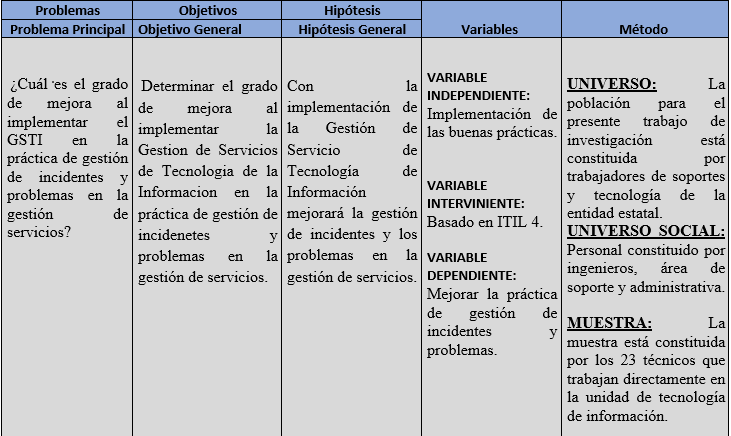 Problemas
Objetivos
Hipótesis
Problema Principal
Objetivo General
Hipótesis General
Variables
Método
¿Cuál es el grado
de mejora al
implementar el
GSTI en la
práctica de gestión
de incidentes y
problemas en la
gestión de
servicios?
Determinar el grado
de mejora al
implementar la
Gestion de Servicios
de Tecnologia de la
Informacion en la
práctica de gestión de
incidenetes y
problemas en la
gestión de servicios.
Con la
implementación de
la Gestión de
Servicio de
Tecnología de
Información
mejorará la gestión
de incidentes y los
problemas en la
gestión de servicios.
VARIABLE
INDEPENDIENTE:
Implementación de
las buenas prácticas.
VARIABLE
INTERVINIENTE:
Basado en ITIL 4.
VARIABLE
DEPENDIENTE:
Mejorar la práctica
de gestión de
incidentes y
problemas.
UNIVERSO: La
población para el
presente trabajo de
investigación está
constituida por
trabajadores de soportes
y tecnología de la
entidad estatal.
UNIVERSO SOCIAL:
Personal constituido por
ingenieros, área de
soporte y administrativa.
MUESTRA: La
muestra está constituida
por los 23 técnicos que
trabajan directamente en
la unidad de tecnología
de información.